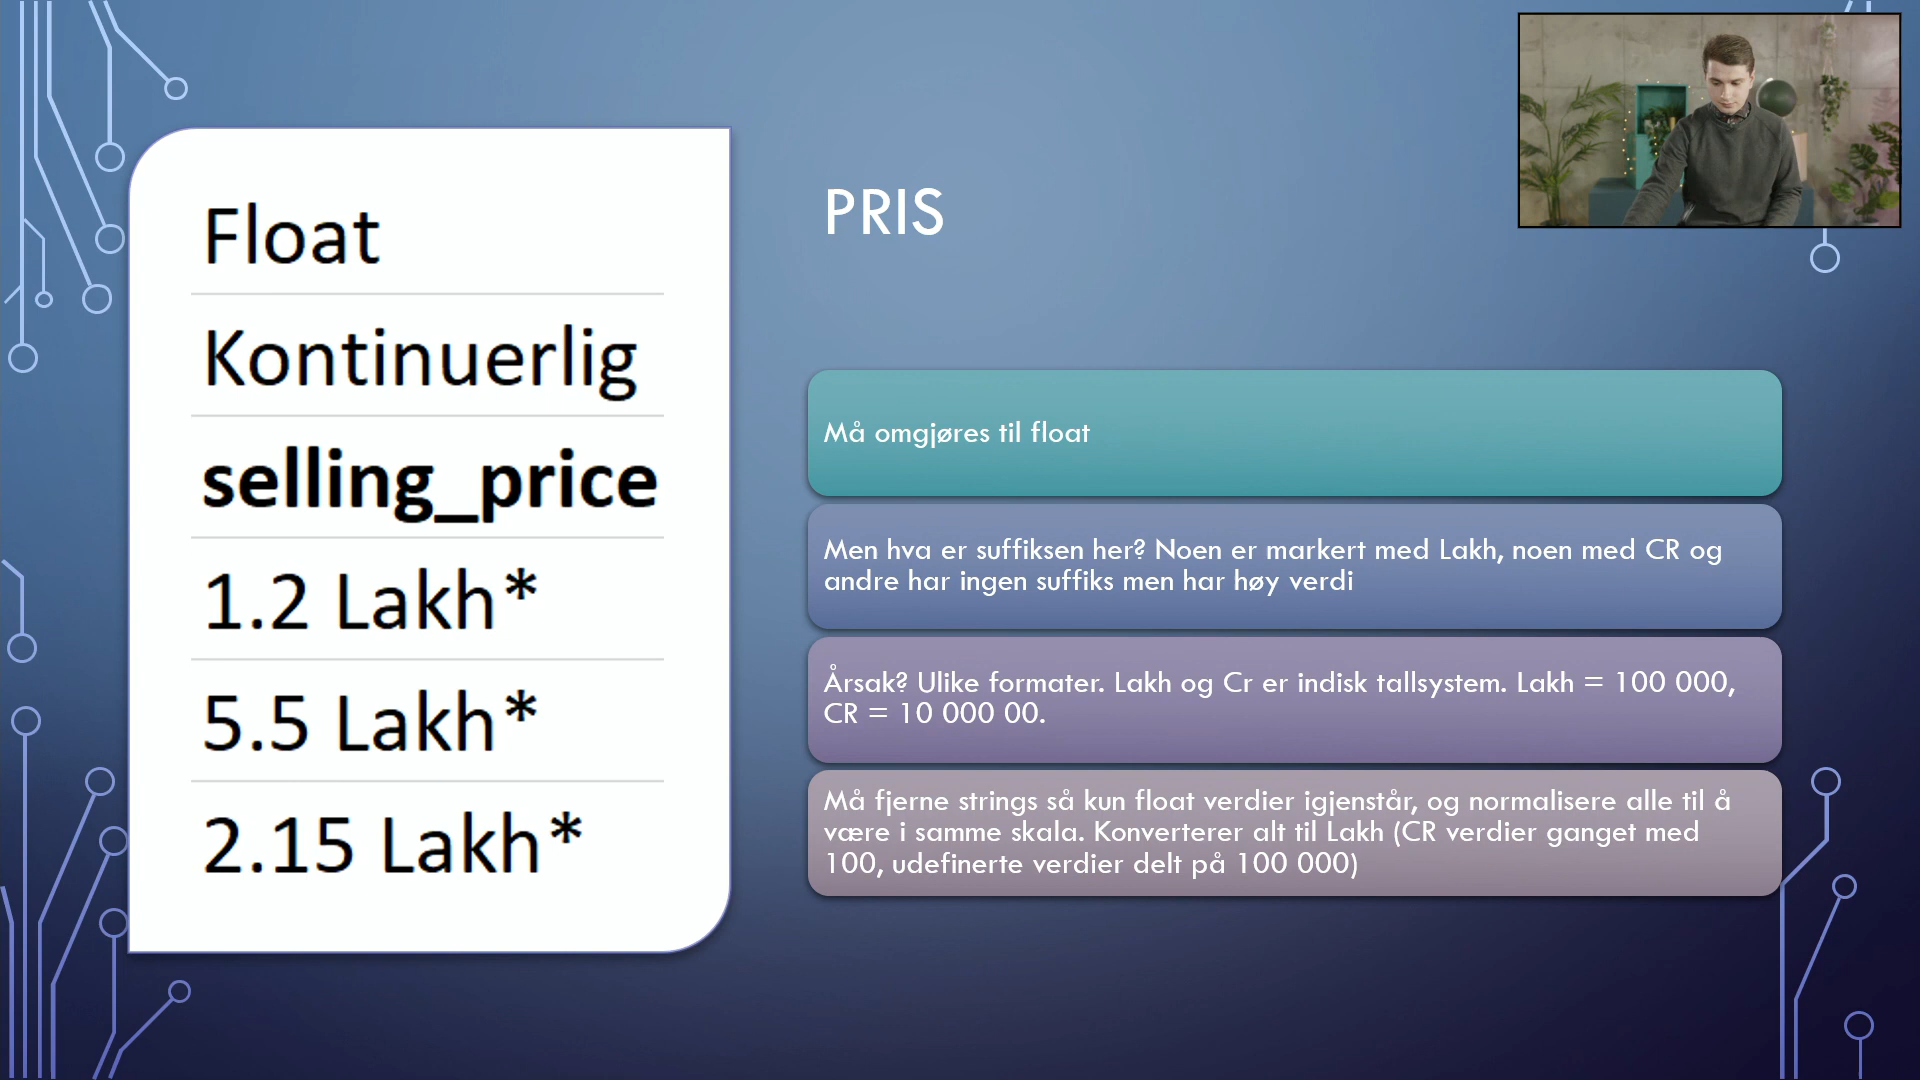 Float
Kontinuerlig
selling_price
1.2 Lakh*
5.5 Lakh*
2.15 Lakh*
PRIS
Må omgjøres til float
Men hva er suffiksen her? Noen er markert med Lakh, noen med CR og
andre har ingen suffiks men har høy verdi
Årsak? Ulike formater. Lakh og Cr er indisk tallsystem. Lakh = 100 000,
CR = 10 000 00.
Må fjerne strings så kun float verdier igjenstår, og normalisere alle til å
være i samme skala. Konverterer alt til Lakh (CR verdier ganget med
100, udefinerte verdier delt på 100 000)